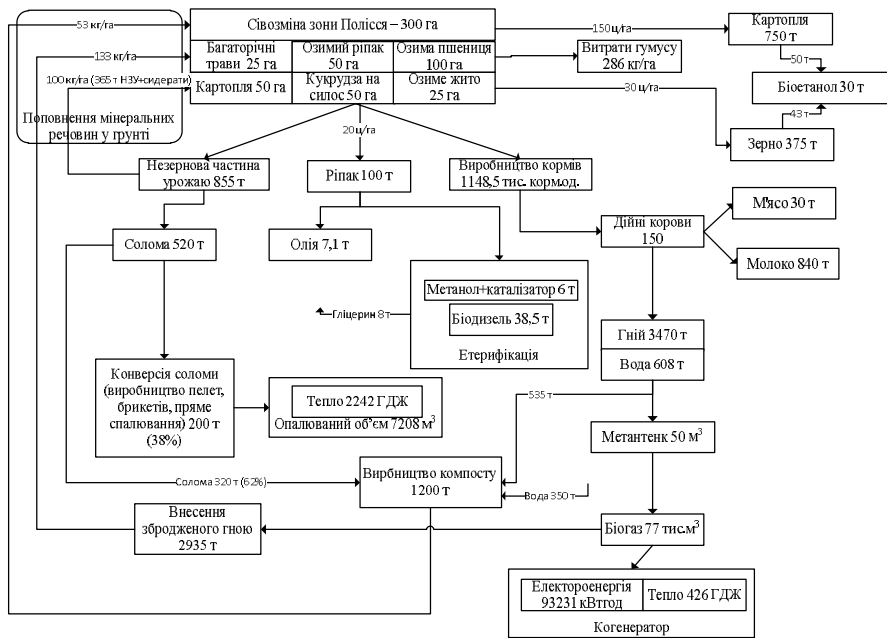 53 кг/га
Сівозміна зони Полісся – 300 га
150 ц/га
Картопля
750 т
133 кг/га
Багаторічні
трави 25 га
Озимий ріпак
50 га
Озима пшениця
100 га
Витрати гумусу
286 кг/га
50 т
100 кг/га (365 т НЗУ+сидерати)
Картопля 50 га
Кукрудза на
силос 50 га
Озиме жито
25 га
30 ц/га
Біоетанол 30 т
43 т
Поповнення мінеральних
речовин у грунті
20 ц/га
Зерно 375 т
Незернова частина
урожаю 855 т
Ріпак 100 т
Виробництво кормів
1148,5 тис. корм.од.
М'ясо 30 т
Дійні корови
150
Солома 520 т
Олія 7,1 т
Молоко 840 т
Метанол+каталізатор 6 т
Гліцерин 8 т
Біодизель 38,5 т
Етерифікація
Гній 3470 т
Вода 608 т
Конверсія соломи
(виробництво пелет,
брикетів, пряме
спалювання) 200 т
(38%)
Тепло 2242 ГДЖ
Опалюваний об’єм 7208 м³
535 т
Метантенк 50 м³
Солома 320 т (62%)
Вирбництво компосту
1200 т
Вода 350 т
Внесення
збродженого гною
2935 т
Біогаз 77 тис.м³
Електороенергія
93231 кВтгод
Тепло 426 ГДЖ
Когенератор